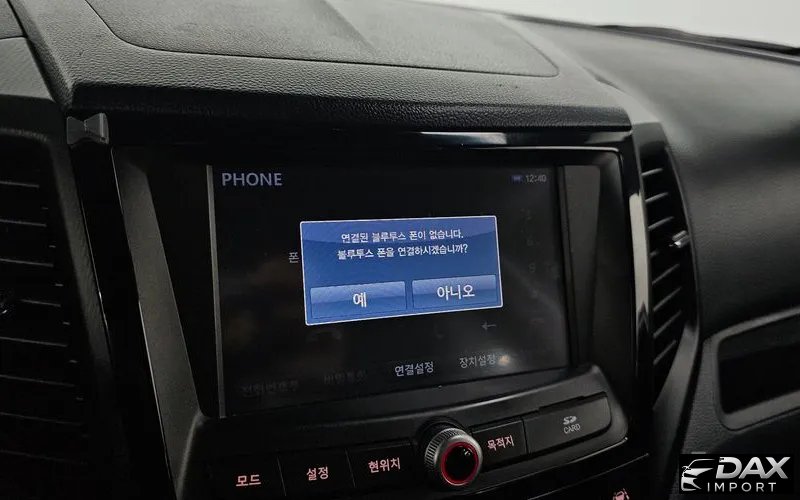 PHONE
12:40
연결된 블루투스 폰이 없습니다.
블루투스 폰을 연결하시겠습니까?
폰
예
아니오
연결설정
장치설정
모드
설정
현위치
목적지
SD
CARD
DAX
IMPORT